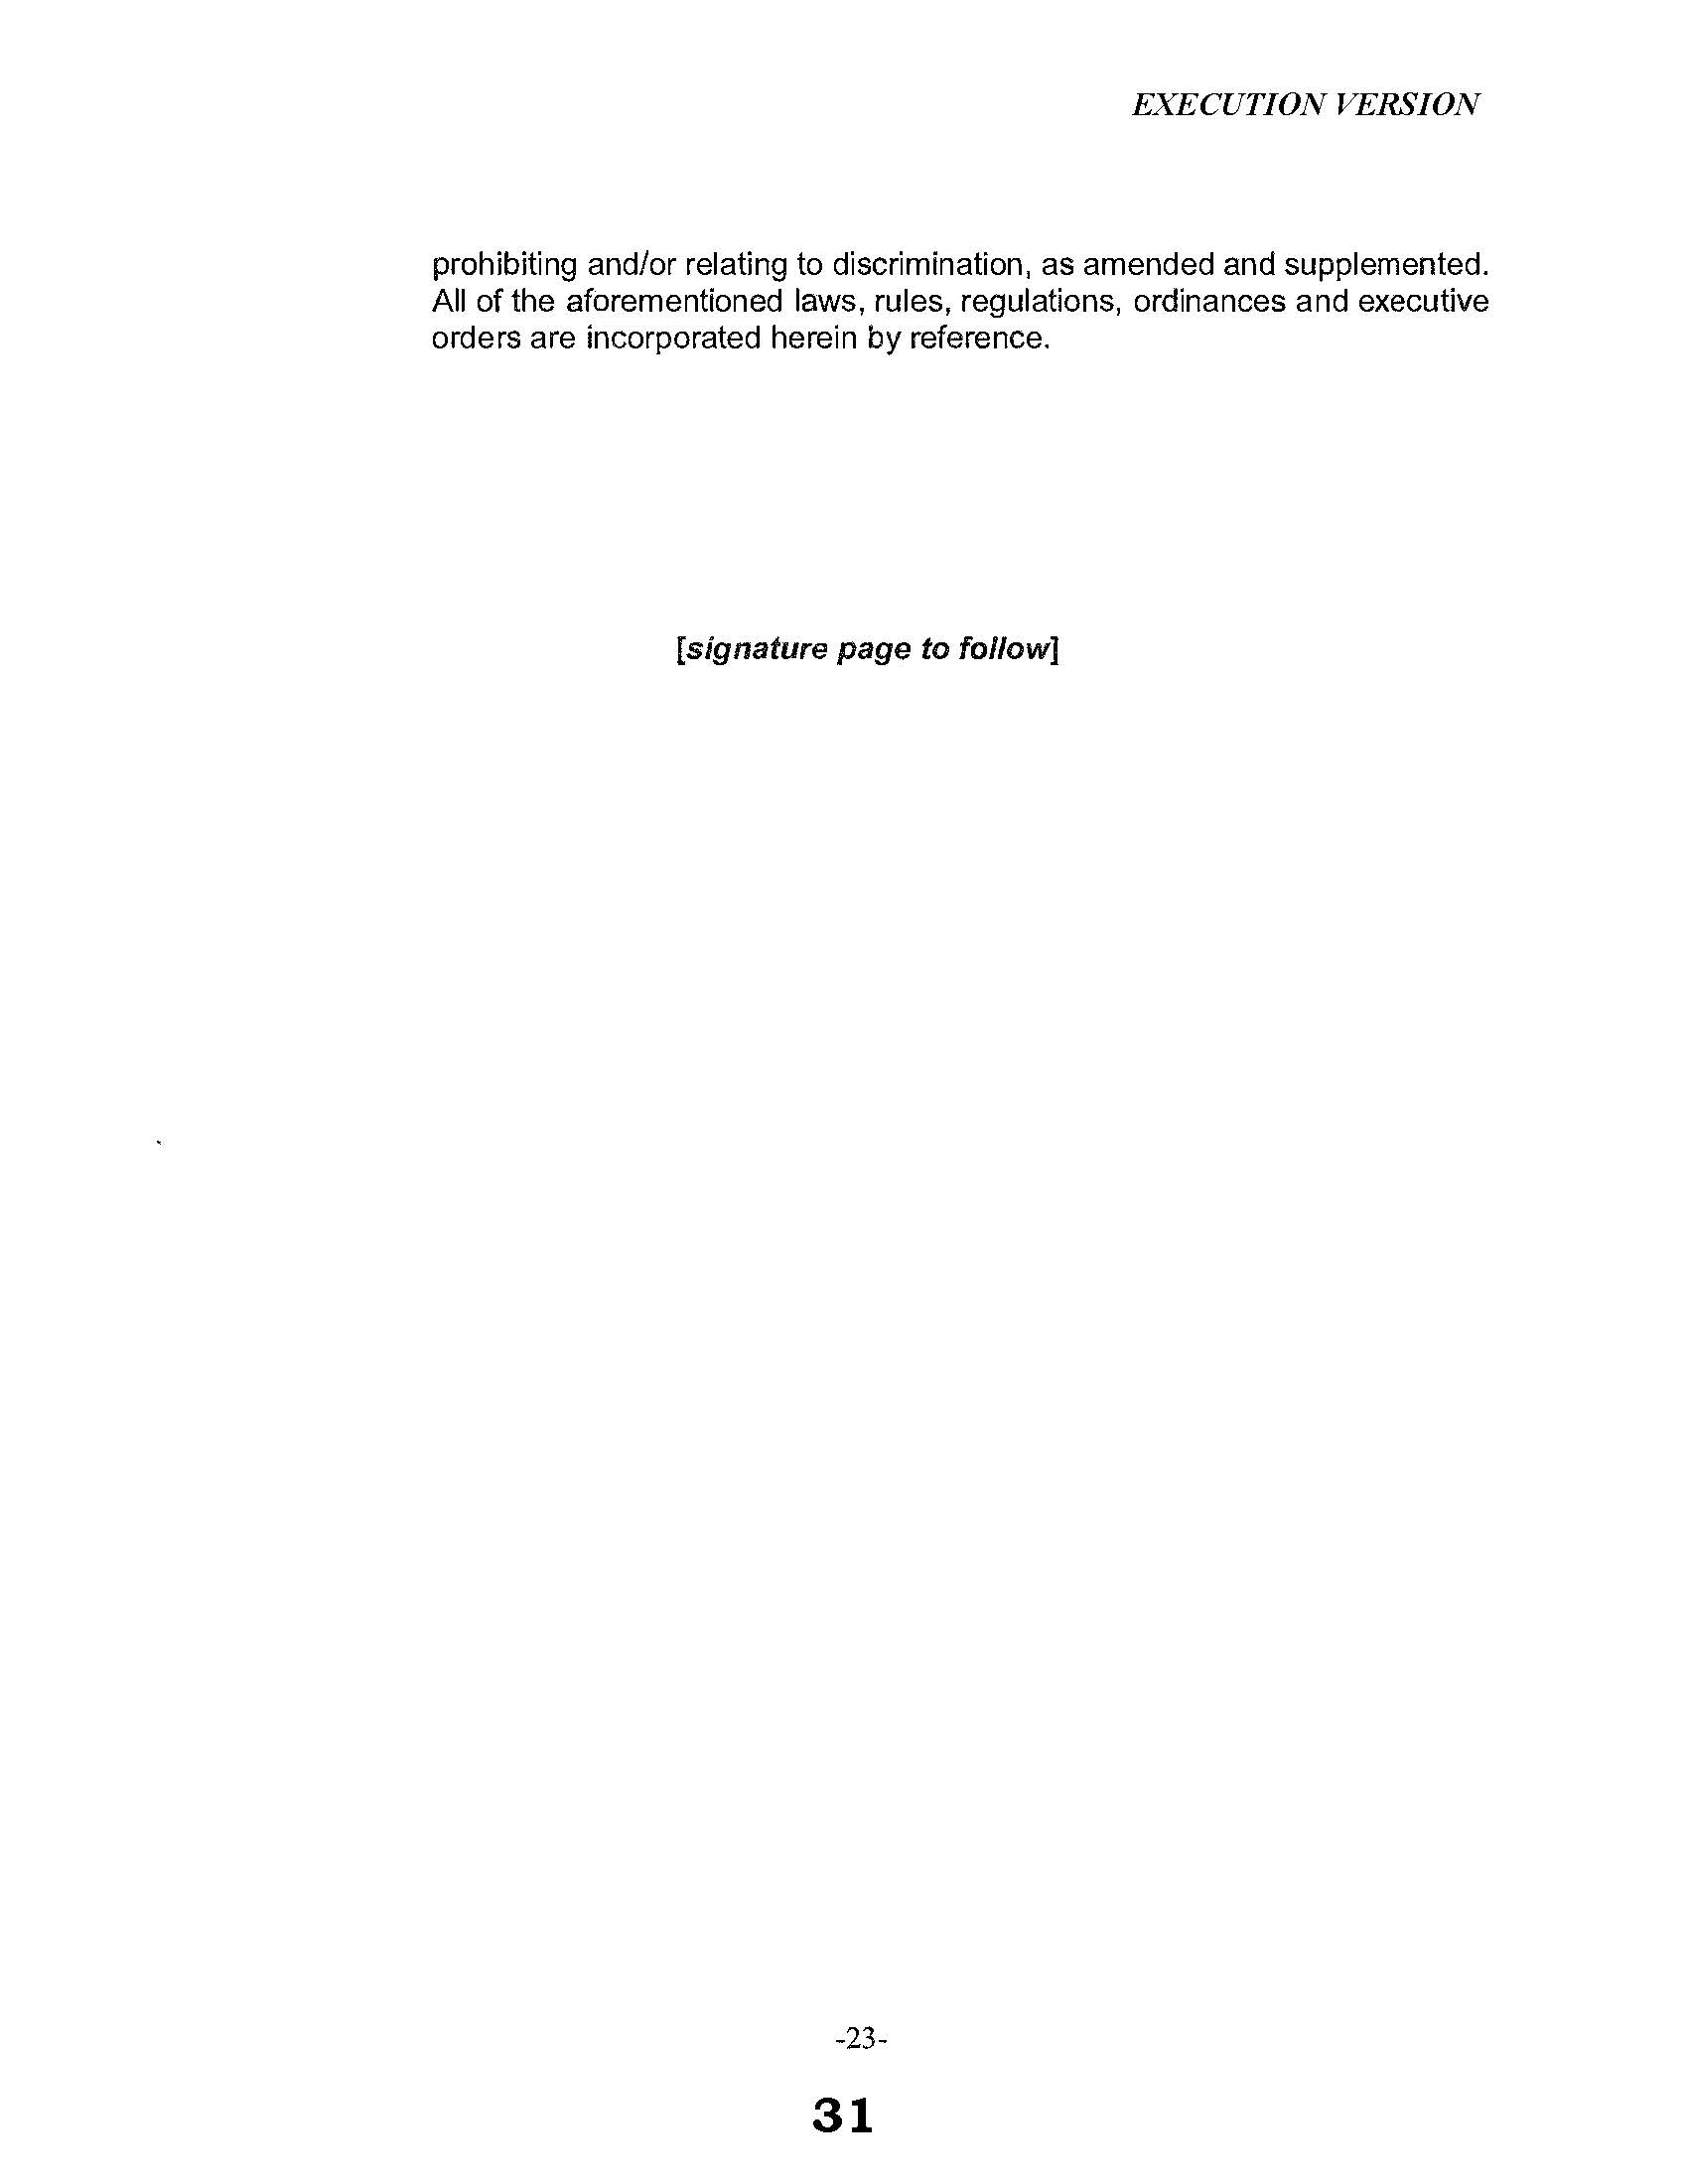 EXECUTION VERSION
prohibiting and/or relating to discrimination, as amended and supplemented.
All of the aforementioned laws, rules, regulations, ordinances and executive
orders are incorporated herein by reference.
[signature page to follow]
-23-
31